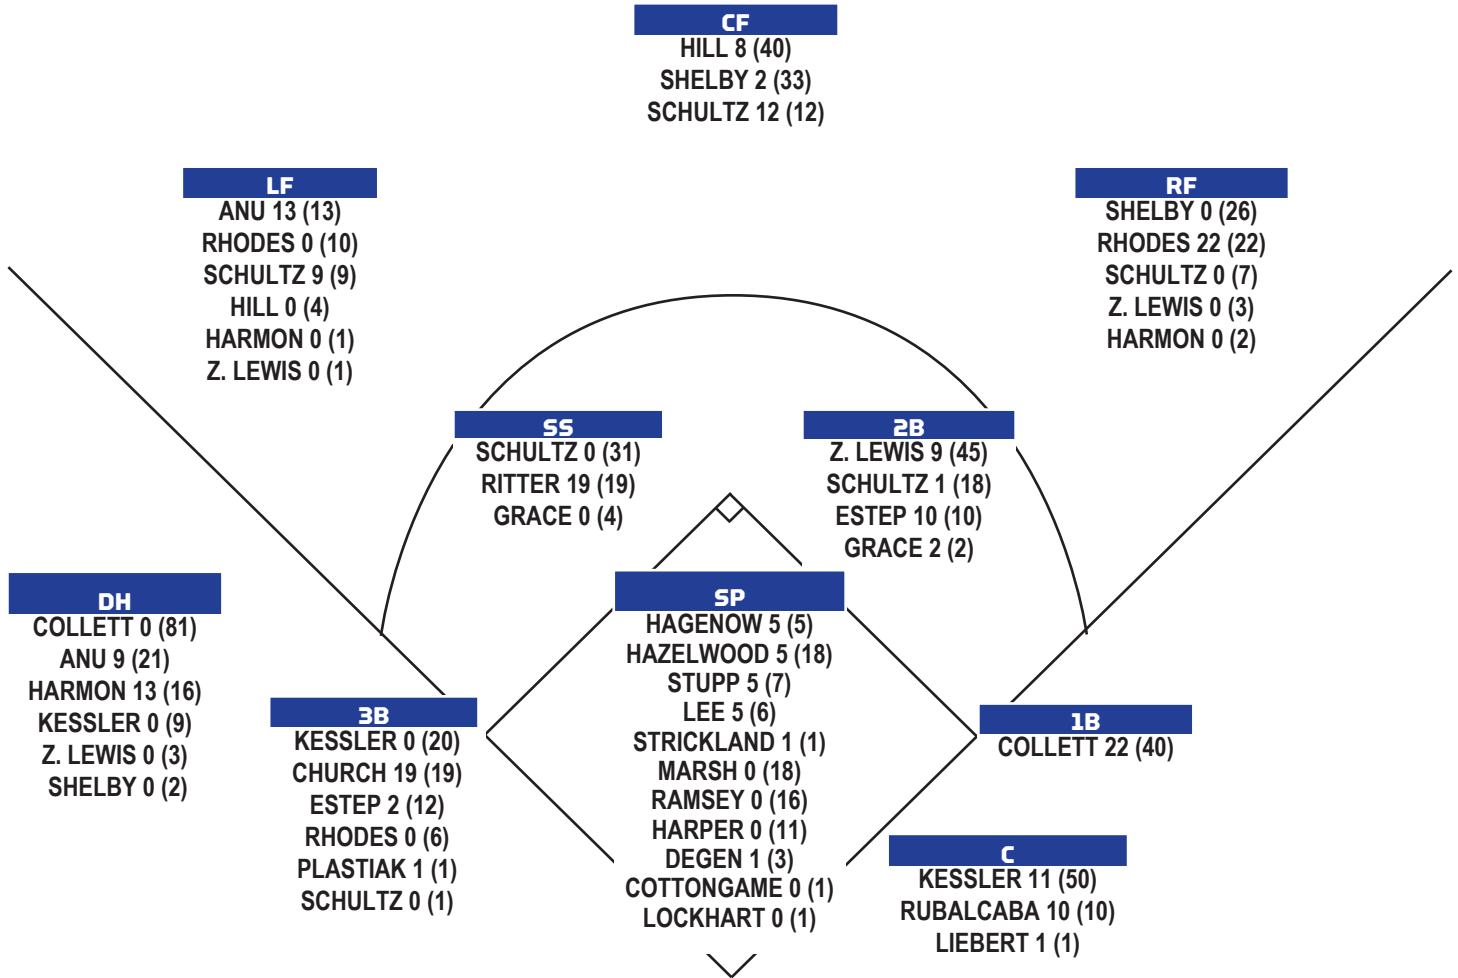 CF
HILL 8 (40)
SHELBY 2 (33)
SCHULTZ 12 (12)
LF
ANU 13 (13)
RHODES 0 (10)
SCHULTZ 9 (9)
HILL 0 (4)
HARMON 0 (1)
Z. LEWIS 0 (1)
RF
SHELBY 0 (26)
RHODES 22 (22)
SCHULTZ 0 (7)
Z. LEWIS 0 (3)
HARMON 0 (2)
SS
SCHULTZ 0 (31)
RITTER 19 (19)
GRACE 0 (4)
2B
Z. LEWIS 9 (45)
SCHULTZ 1 (18)
ESTEP 10 (10)
GRACE 2 (2)
DH
COLLETT 0 (81)
ANU 9 (21)
HARMON 13 (16)
KESSLER 0 (9)
Z. LEWIS 0 (3)
SHELBY 0 (2)
3B
KESSLER 0 (20)
CHURCH 19 (19)
ESTEP 2 (12)
RHODES 0 (6)
PLASTIAK 1 (1)
SCHULTZ 0 (1)
SP
HAGENOW 5 (5)
HAZELWOOD 5 (18)
STUPP 5 (7)
LEE 5 (6)
STRICKLAND 1 (1)
MARSH 0 (18)
RAMSEY 0 (16)
HARPER 0 (11)
DEGEN 1 (3)
COTTONGAME 0 (1)
LOCKHART 0 (1)
1B
COLLETT 22 (40)
C
KESSLER 11 (50)
RUBALCABA 10 (10)
LIEBERT 1 (1)